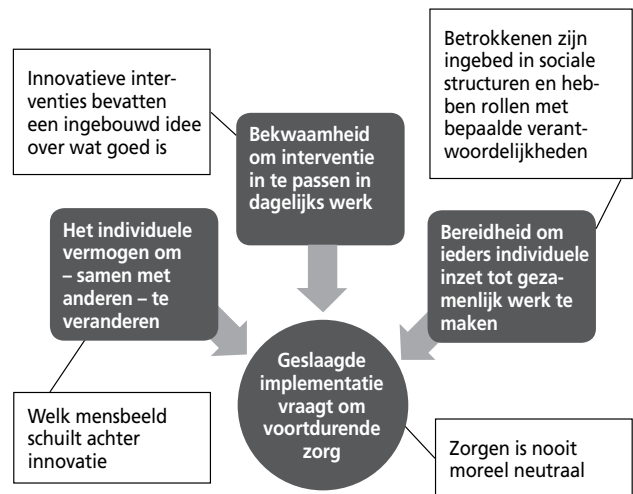 Innovatieve inter-
venties bevatten
een ingebouwd idee
over wat goed is
Betrokkenen zijn
ingebed in sociale
structuren en heb-
ben rollen met
bepaalde verant-
woordelijkheden
Bekwaamheid
om interventie
in te passen in
dagelijks werk
Het individuele
vermogen om
– samen met
anderen – te
veranderen
Bereidheid om
ieders individuele
inzet tot geza-
menlijk werk te
maken
Geslaagde
implementatie
vraagt om
voortdurende
zorg
Welk mensbeeld
schuilt achter
innovatie
Zorgen is nooit
moreel neutraal